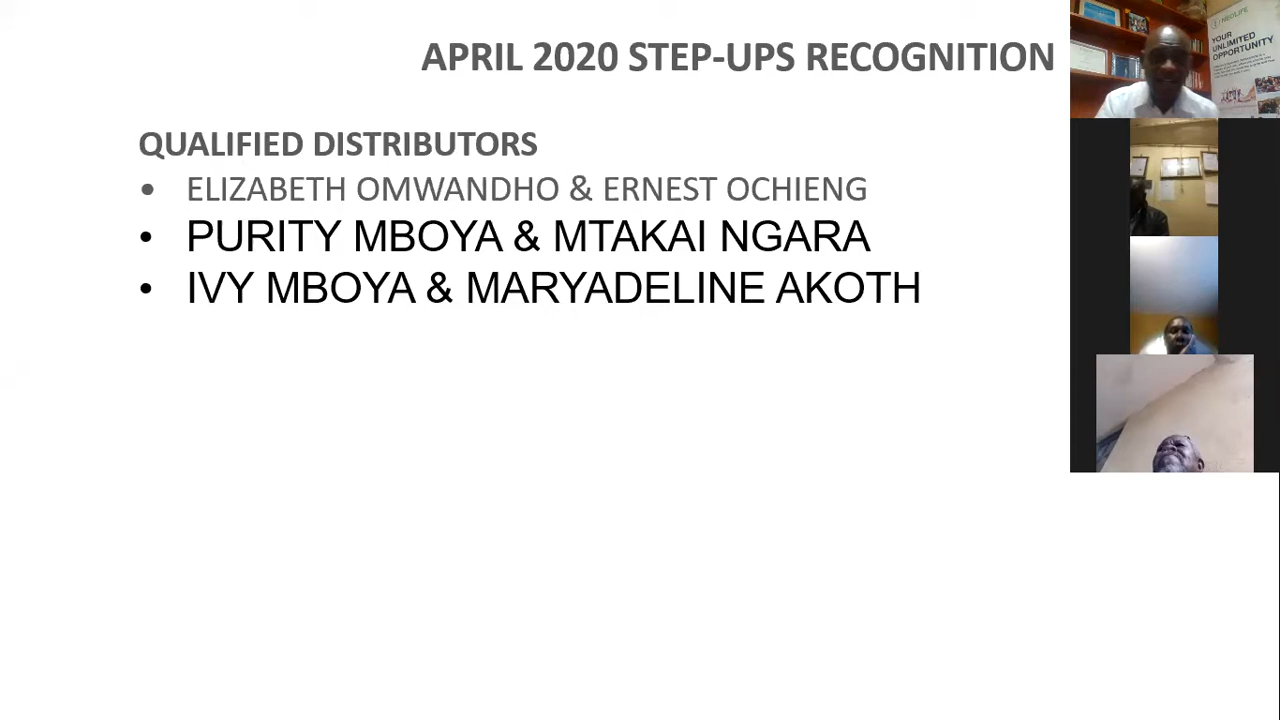 APRIL 2020 STEP-UPS RECOGNITION
QUALIFIED DISTRIBUTORS
• ELIZABETH OMWANDHO & ERNEST OCHIENG
• PURITY MBOYA & MTAKAI NGARA
• IVY MBOYA & MARYADELINE AKOTH
NEOLIFE
YOUR
UNLIMITED
OPPORTUNITY